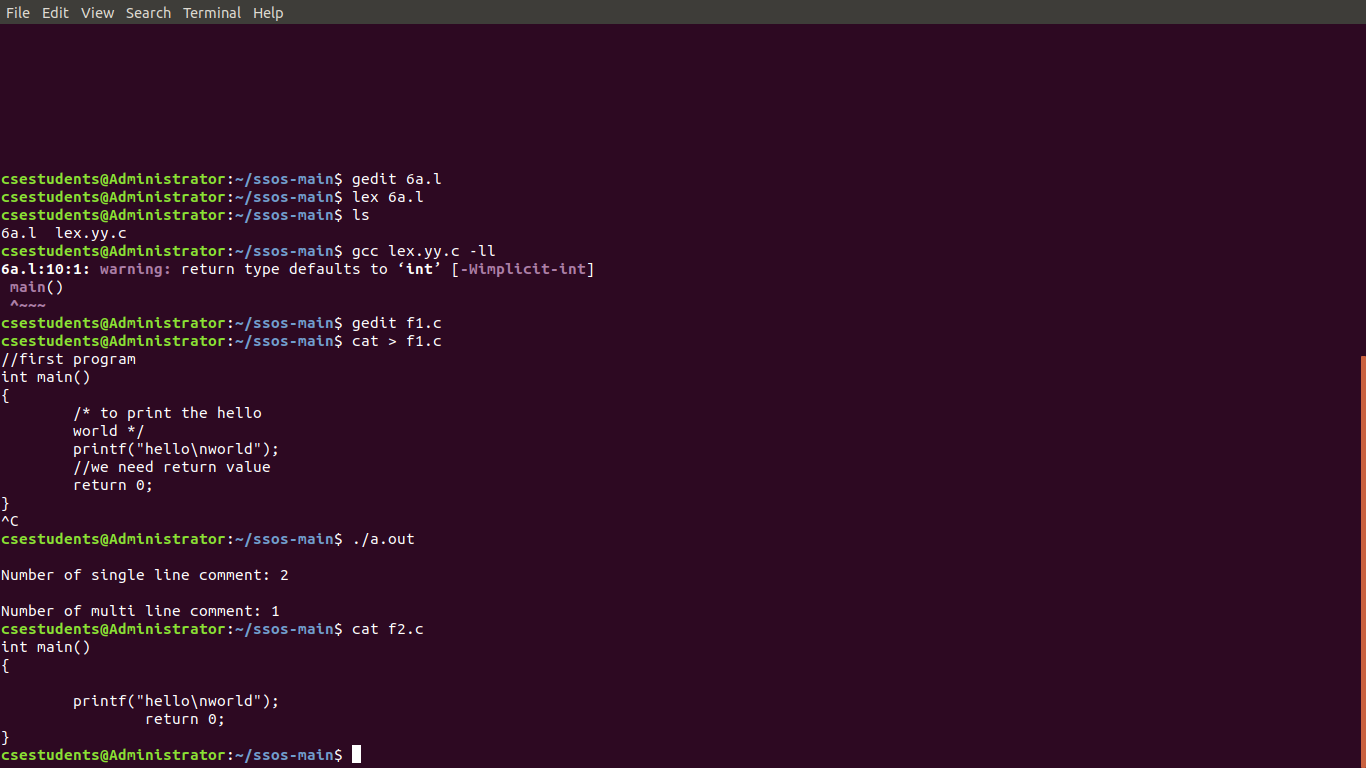 File Edit View Search Terminal Help
csestudents@Administrator:~/ssos-main$ gedit 6a.l
csestudents@Administrator:~/ssos-main$ lex 6a.l
csestudents@Administrator:~/ssos-main$ ls
6a.l  lex.yy.c
csestudents@Administrator:~/ssos-main$ gcc lex.yy.c -ll
6a.l:10:1: warning: return type defaults to ‘int’ [-Wimplicit-int]
 main()
 ^~~~
csestudents@Administrator:~/ssos-main$ gedit f1.c
csestudents@Administrator:~/ssos-main$ cat > f1.c
//first program
int main()
{
        /* to print the hello
        world */
        printf("hello\nworld");
        //we need return value
        return 0;
}
^C
csestudents@Administrator:~/ssos-main$ ./a.out

Number of single line comment: 2

Number of multi line comment: 1
csestudents@Administrator:~/ssos-main$ cat f2.c
int main()
{

        printf("hello\nworld");
                return 0;
}
csestudents@Administrator:~/ssos-main$